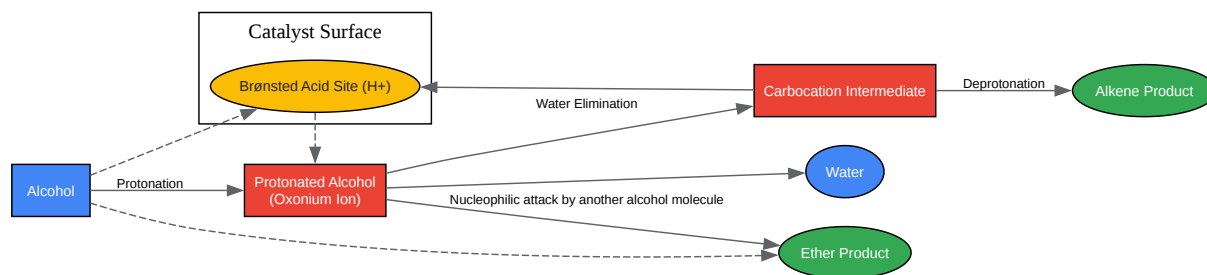 Catalyst Surface
Brønsted Acid Site (H+)
Carbocation Intermediate
Deprotonation
Alkene Product
Water Elimination
Alcohol
Protonation
Protonated Alcohol
(Oxonium Ion)
Water
Nucleophilic attack by another alcohol molecule
Ether Product